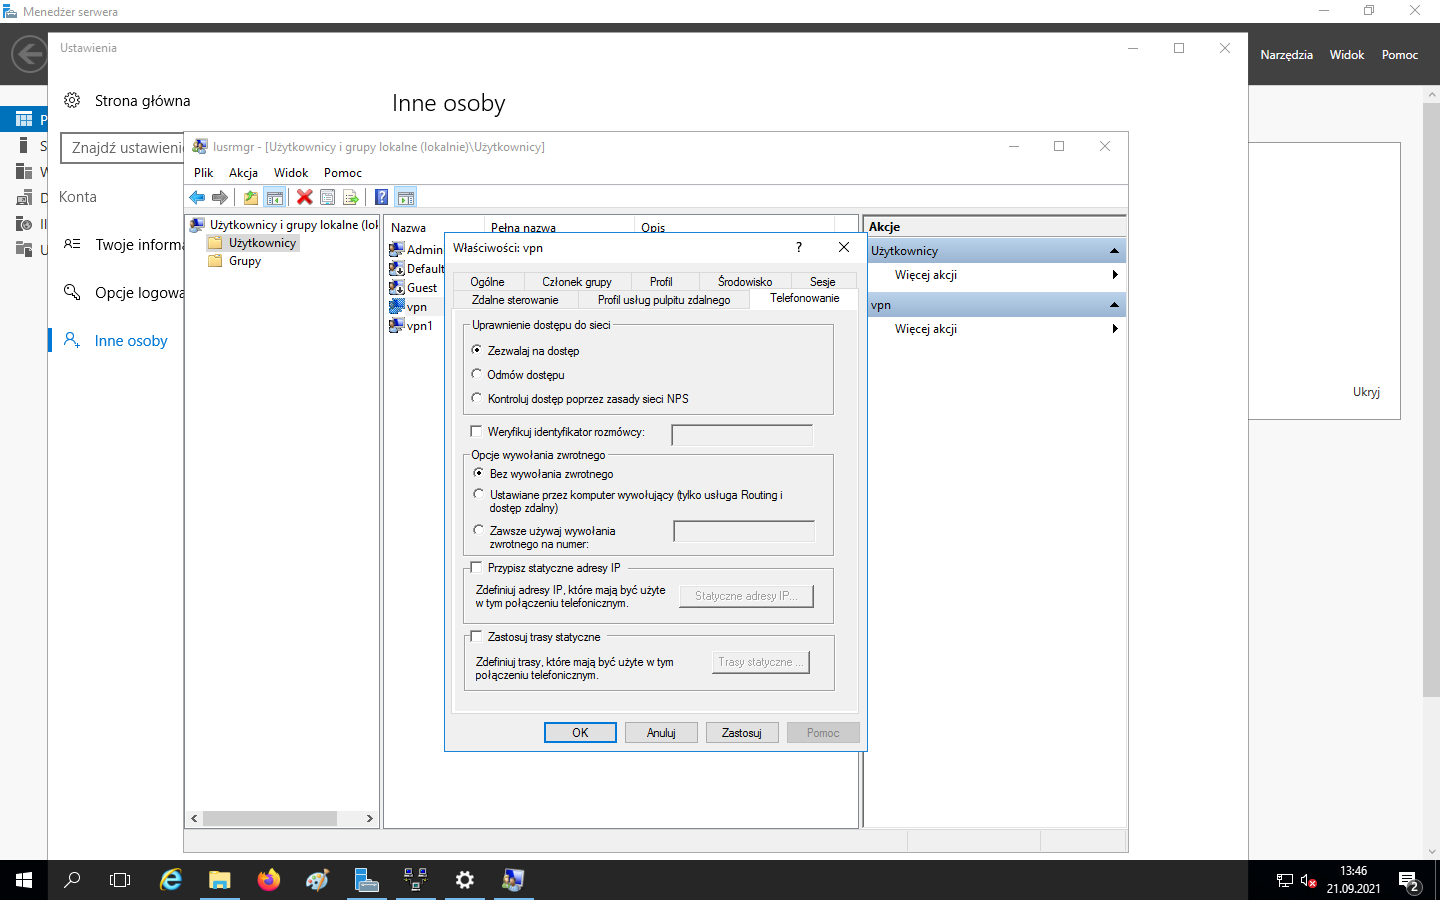 Menedżer serwera
Narzędzia Widok Pomoc
Ustawienia
Strona główna
Inne osoby
Znajdź ustawieni
Konta
Twoje informa
Opcje logowa
Inne osoby
lusrmgr - [Użytkownicy i grupy lokalne (lokalnie)\Użytkownicy]
Plik Akcja Widok Pomoc
Użytkownicy i grupy lokalne (lok
Użytkownicy
Grupy
Nazwa Pełna nazwa Opis
Admin
Default
Guest
vpn
vpn1
Akcje
Użytkownicy
Więcej akcji
vpn
Więcej akcji
Ukryj
Właściwości: vpn
?
Ogólne Członek grupy Profil Środowisko Sesje
Zdalne sterowanie Profil usług pulpitu zdalnego Telefonowanie
Uprawnienie dostępu do sieci
Zezwalaj na dostęp
Odmów dostępu
Kontroluj dostęp poprzez zasady sieci NPS
Weryfikuj identyfikator rozmówcy:
Opcje wywołania zwrotnego
Bez wywołania zwrotnego
Ustawiane przez komputer wywołujący (tylko usługa Routing i
dostęp zdalny)
Zawsze używaj wywołania
zwrotnego na numer:
Przypisz statyczne adresy IP
Zdefiniuj adresy IP, które mają być użyte
w tym połączeniu telefonicznym.
Statyczne adresy IP...
Zastosuj trasy statyczne
Zdefiniuj trasy, które mają być użyte w tym
połączeniu telefonicznym.
Trasy statyczne ...
OK Anuluj Zastosuj Pomoc
P
S
W
D
II
U
13:46
21.09.2021
2